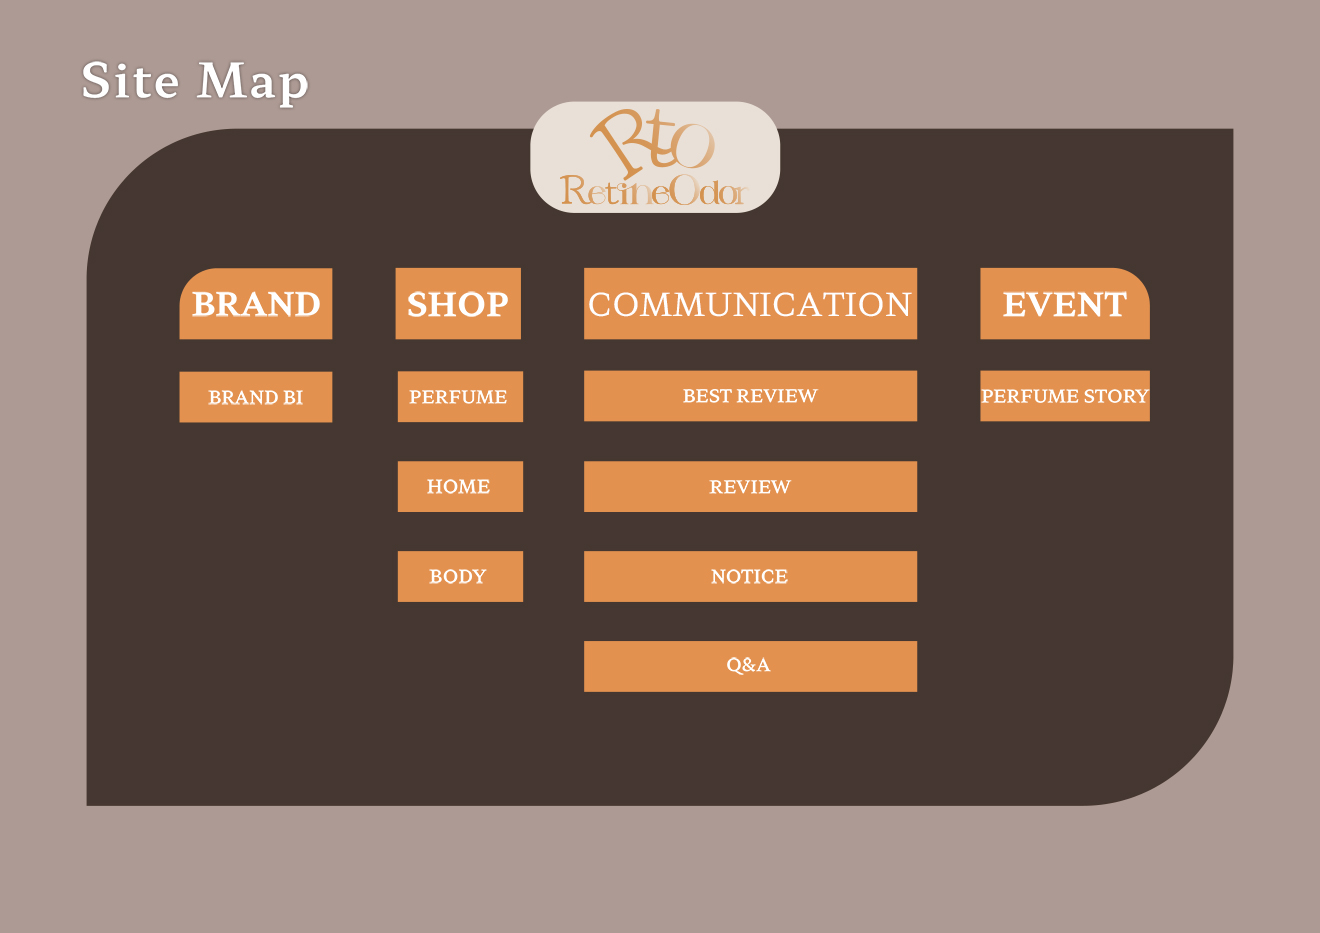 Site Map
Rto
RetineOdor
BRAND
SHOP
COMMUNICATION
EVENT
BRAND BI
PERFUME
BEST REVIEW
PERFUME STORY
HOME
REVIEW
BODY
NOTICE
Q&A